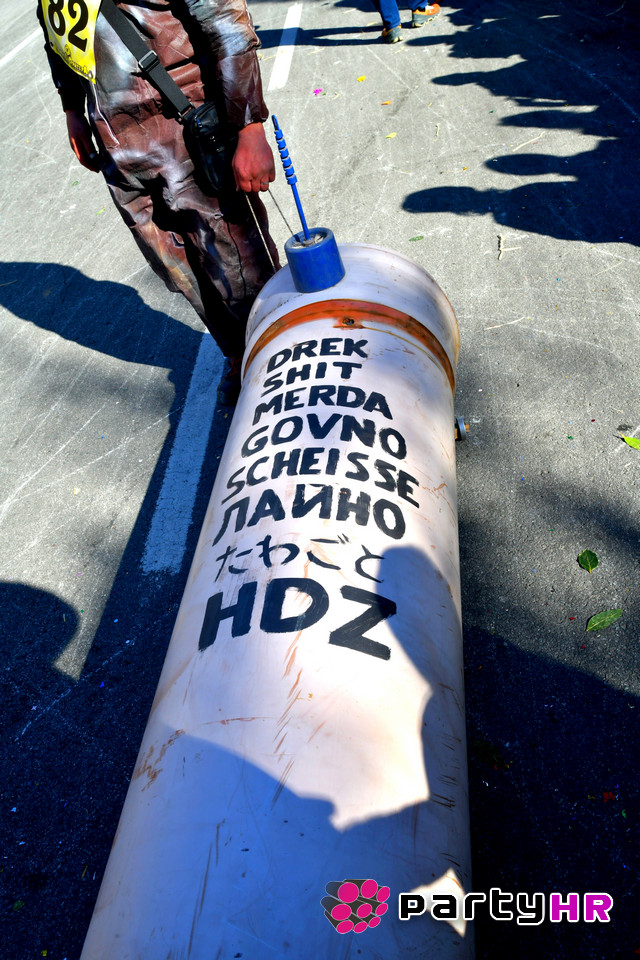 82
DREK
SHIT
MERDA
GOVNO
SCHEISSE
ЛАЙНО
たわごと
HDZ
partyHR